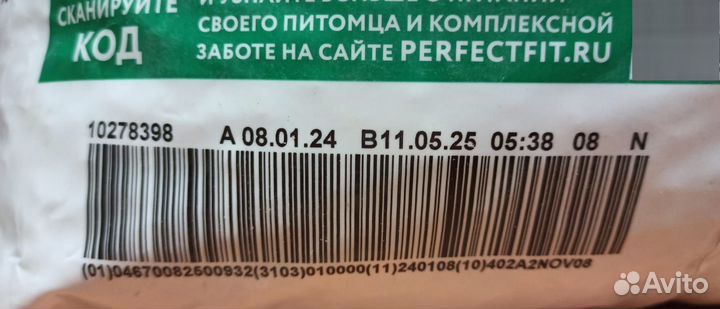 СКАНИРУЙТЕ
КОД
СВОЕГО ПИТОМЦА И КОМПЛЕКСНОЙ
ЗАБОТЕ НА САЙТЕ PERFECTFIT.RU
10278398 A 08.01.24 B11.05.25 05:38 08 N
(01)04670082600932(3103)010000(11)240108(10)402A2NOV08
Avito